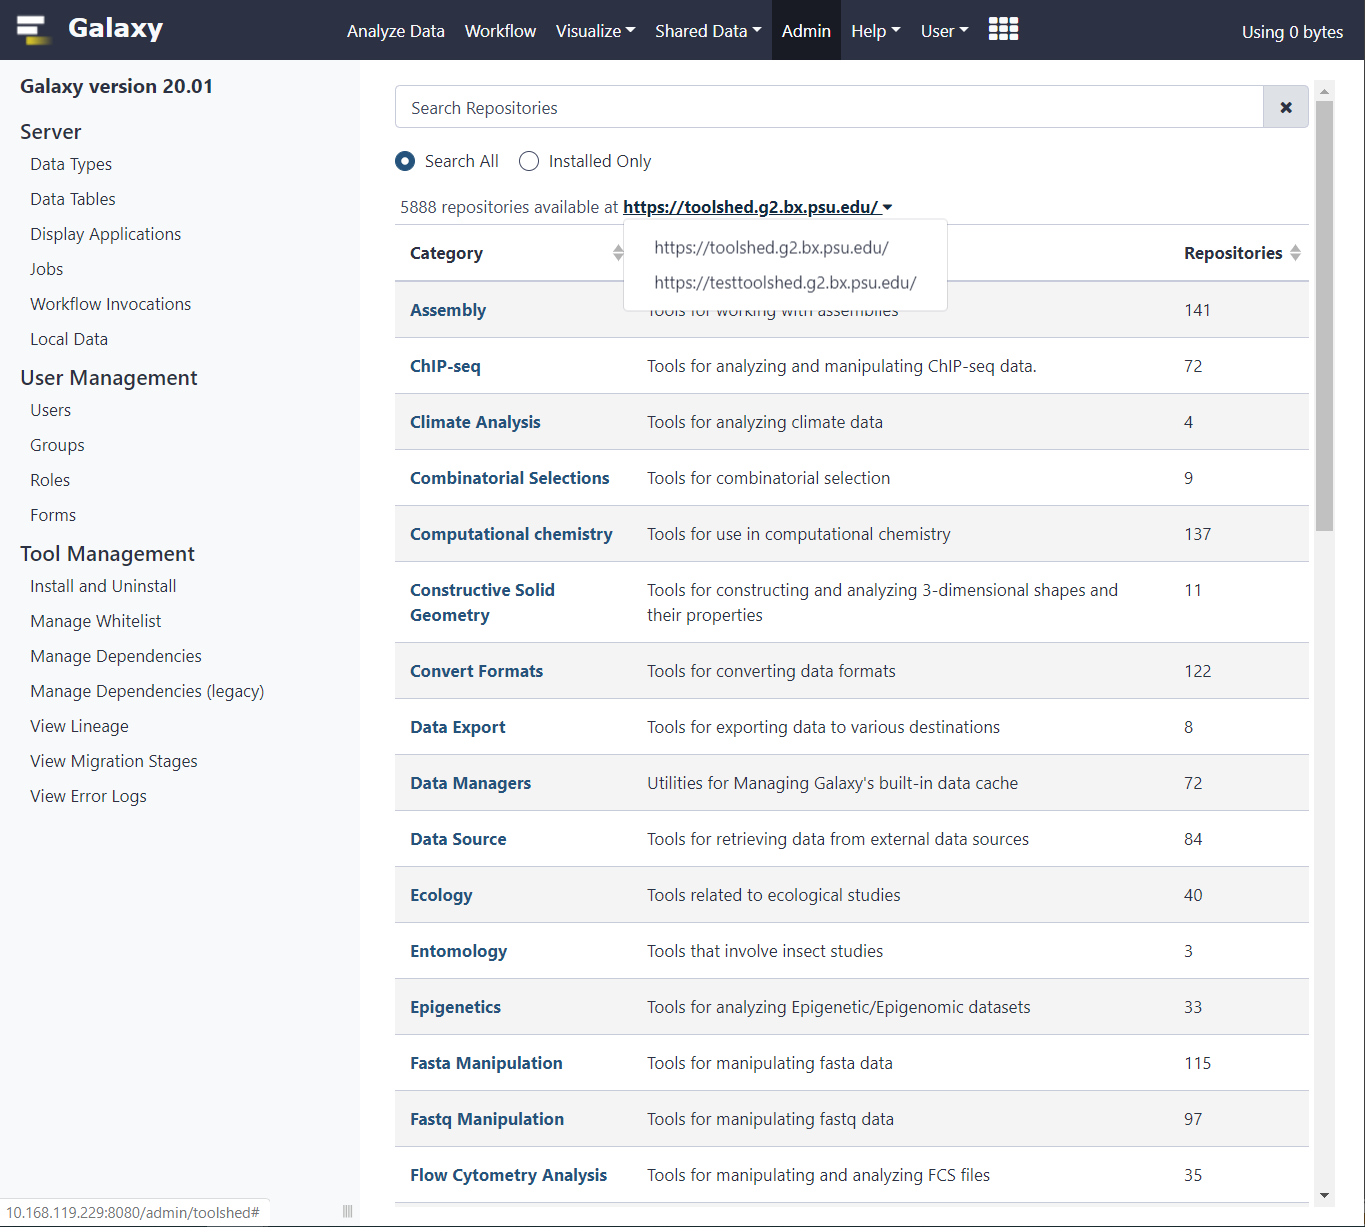 Galaxy
Analyze Data
Workflow
Visualize
Shared Data
Admin
Help
User
Using 0 bytes
Galaxy version 20.01
Server
Data Types
Data Tables
Display Applications
Jobs
Workflow Invocations
Local Data
User Management
Users
Groups
Roles
Forms
Tool Management
Install and Uninstall
Manage Whitelist
Manage Dependencies
Manage Dependencies (legacy)
View Lineage
View Migration Stages
View Error Logs
Search Repositories
Search All
Installed Only
5888 repositories available at https://toolshed.g2.bx.psu.edu/
https://toolshed.g2.bx.psu.edu/
https://testtoolshed.g2.bx.psu.edu/
Category
Repositories
Assembly
Tools for working with assemblies
141
ChIP-seq
Tools for analyzing and manipulating ChIP-seq data.
72
Climate Analysis
Tools for analyzing climate data
4
Combinatorial Selections
Tools for combinatorial selection
9
Computational chemistry
Tools for use in computational chemistry
137
Constructive Solid
Geometry
Tools for constructing and analyzing 3-dimensional shapes and
their properties
11
Convert Formats
Tools for converting data formats
122
Data Export
Tools for exporting data to various destinations
8
Data Managers
Utilities for Managing Galaxy's built-in data cache
72
Data Source
Tools for retrieving data from external data sources
84
Ecology
Tools related to ecological studies
40
Entomology
Tools that involve insect studies
3
Epigenetics
Tools for analyzing Epigenetic/Epigenomic datasets
33
Fasta Manipulation
Tools for manipulating fasta data
115
Fastq Manipulation
Tools for manipulating fastq data
97
Flow Cytometry Analysis
Tools for manipulating and analyzing FCS files
35
10.168.119.229:8080/admin/toolshed#